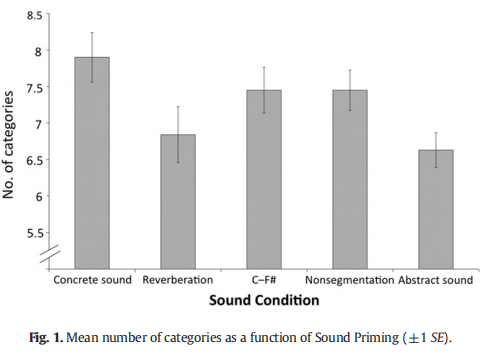 8.5
8
7.5
7
6.5
6
5.5
No. of categories
Concrete sound Reverberation C–F# Nonsegmentation Abstract sound
Sound Condition
Fig. 1. Mean number of categories as a function of Sound Priming (±1 SE).